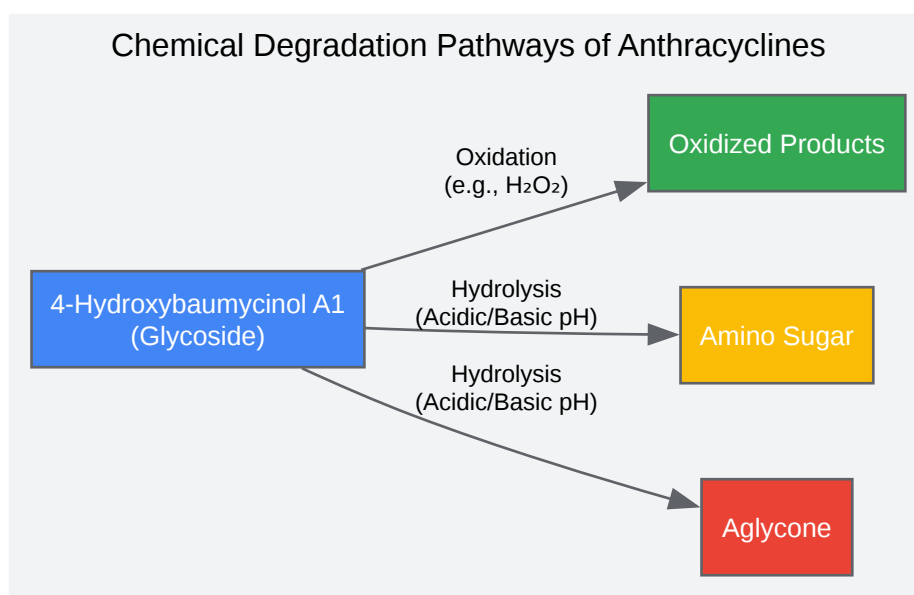 Chemical Degradation Pathways of Anthracyclines
Oxidized Products
Oxidation
(e.g., H₂O₂)
4-Hydroxybaumycinol A1
(Glycoside)
Hydrolysis
(Acidic/Basic pH)
Amino Sugar
Hydrolysis
(Acidic/Basic pH)
Aglycone